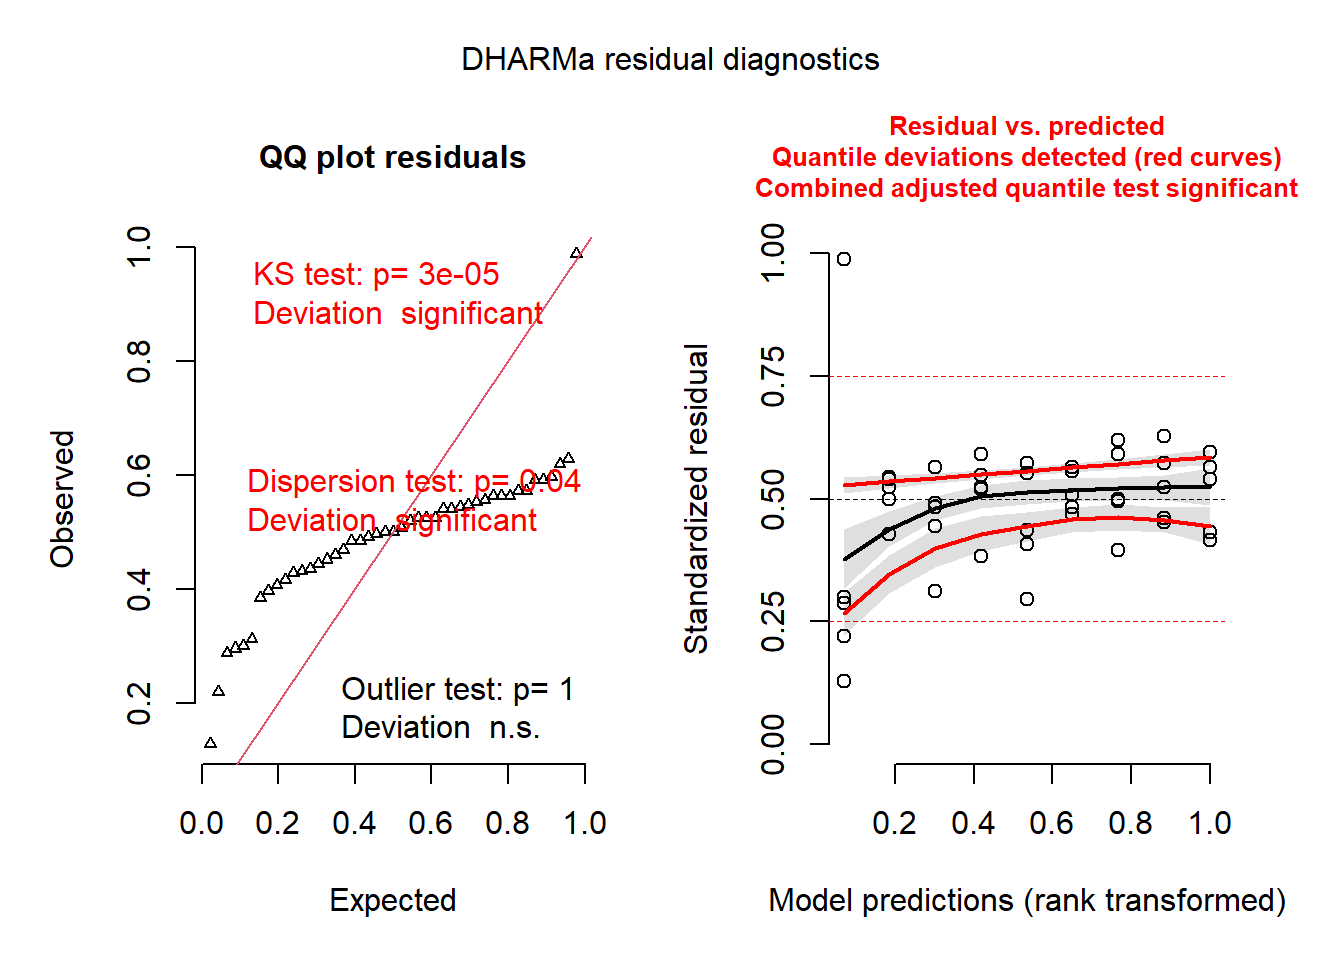 DHARMa residual diagnostics
QQ plot residuals
KS test: p= 3e-05
Deviation  significant
Dispersion test: p= 0.04
Deviation  significant
Outlier test: p= 1
Deviation  n.s.
Observed
0.2 0.4 0.6 0.8 1.0
0.0 0.2 0.4 0.6 0.8 1.0
Expected
Residual vs. predicted
Quantile deviations detected (red curves)
Combined adjusted quantile test significant
Standardized residual
0.00 0.25 0.50 0.75 1.00
0.2 0.4 0.6 0.8 1.0
Model predictions (rank transformed)